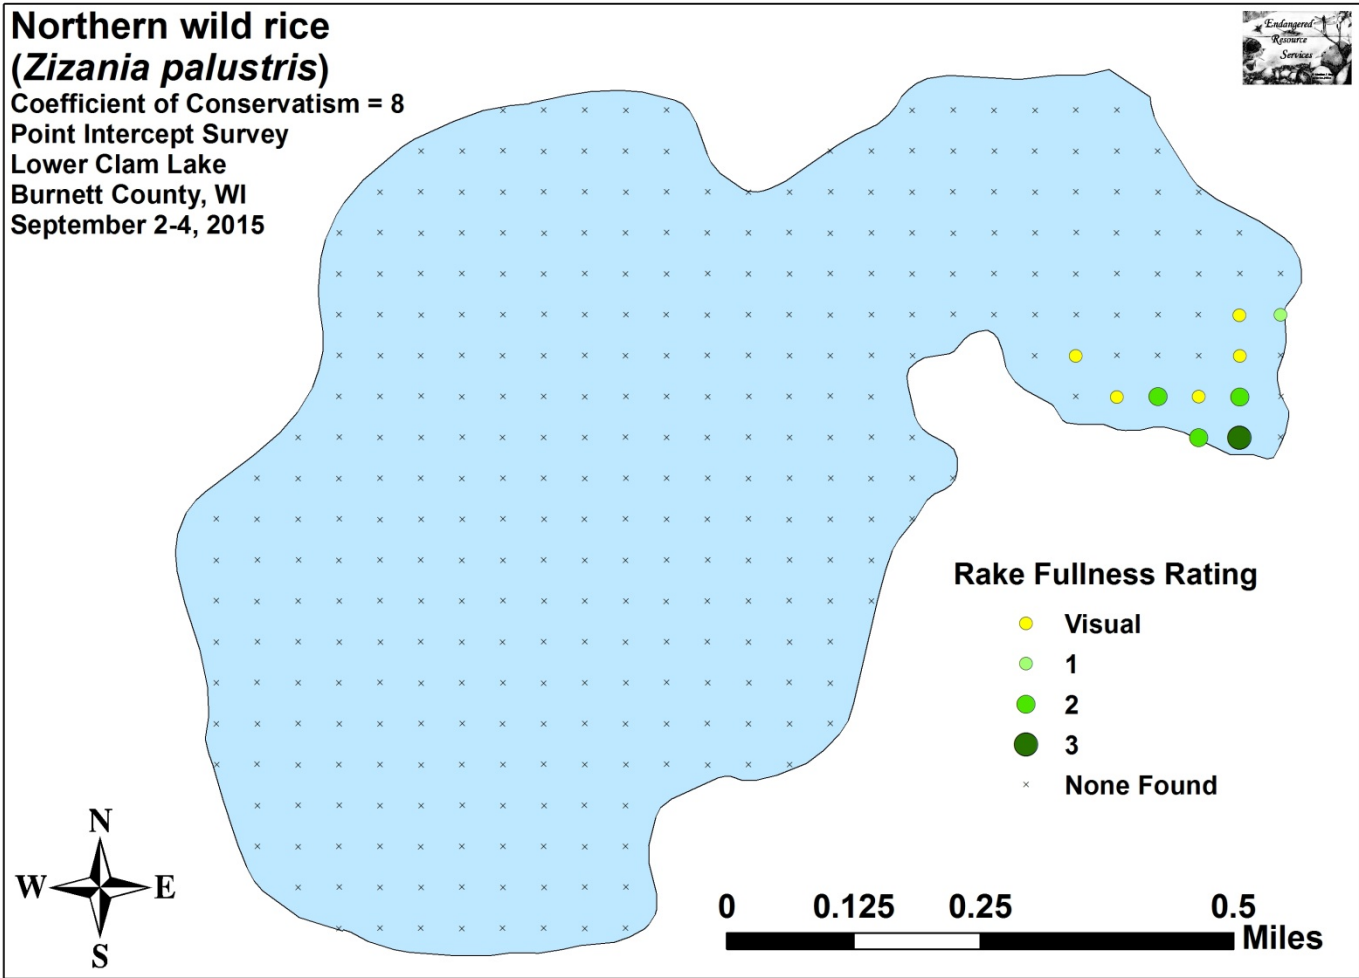 Northern wild rice
(Zizania palustris)
Coefficient of Conservatism = 8
Point Intercept Survey
Lower Clam Lake
Burnett County, WI
September 2-4, 2015
Endangered
Resource
Services
Rake Fullness Rating
Visual
1
2
3
None Found
N
W E
S
0 0.125 0.25 0.5
Miles